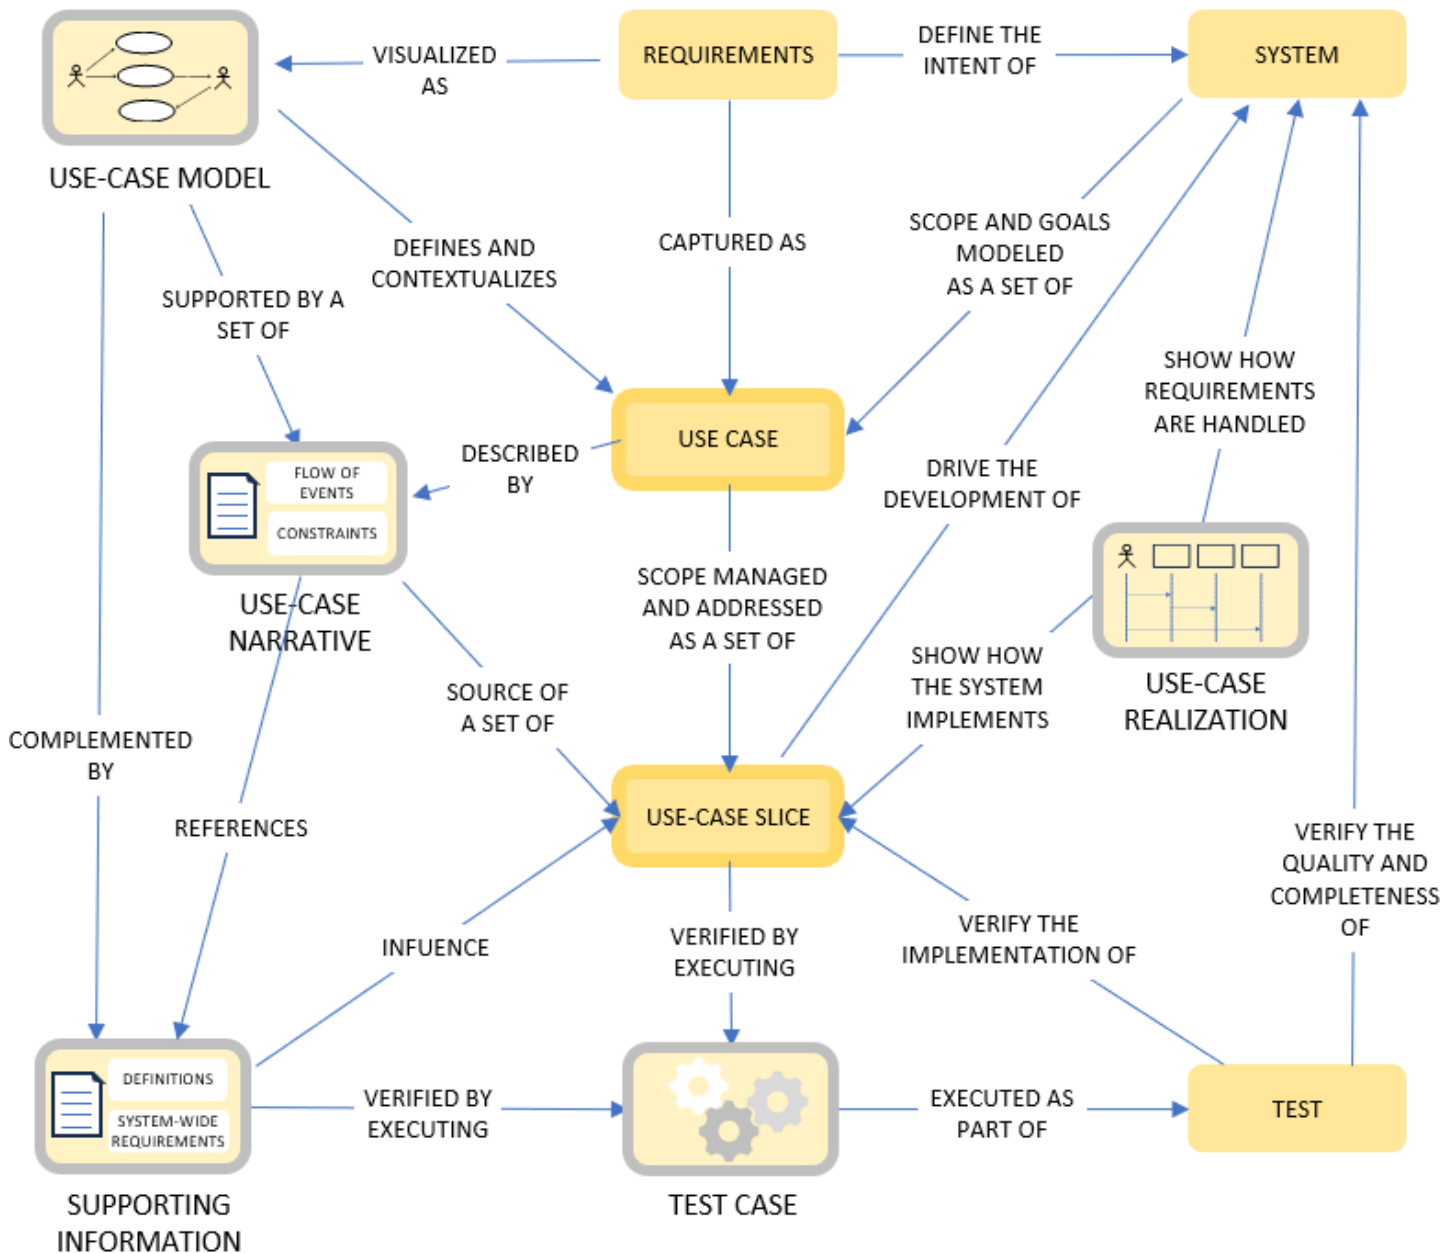 VISUALIZED
AS
REQUIREMENTS
DEFINE THE
INTENT OF
SYSTEM
USE-CASE MODEL
DEFINES AND
CONTEXTUALIZES
CAPTURED AS
SCOPE AND GOALS
MODELED
AS A SET OF
SUPPORTED BY A
SET OF
SHOW HOW
REQUIREMENTS
ARE HANDLED
USE CASE
DESCRIBED
BY
DRIVE THE
DEVELOPMENT OF
FLOW OF
EVENTS
CONSTRAINTS
USE-CASE
NARRATIVE
SCOPE MANAGED
AND ADDRESSED
AS A SET OF
SHOW HOW
THE SYSTEM
IMPLEMENTS
USE-CASE
REALIZATION
SOURCE OF
A SET OF
COMPLEMENTED
BY
REFERENCES
USE-CASE SLICE
VERIFY THE
QUALITY AND
COMPLETENESS
OF
INFUENCE
VERIFIED BY
EXECUTING
VERIFY THE
IMPLEMENTATION OF
DEFINITIONS
SYSTEM-WIDE
REQUIREMENTS
VERIFIED BY
EXECUTING
EXECUTED AS
PART OF
TEST
SUPPORTING
INFORMATION
TEST CASE